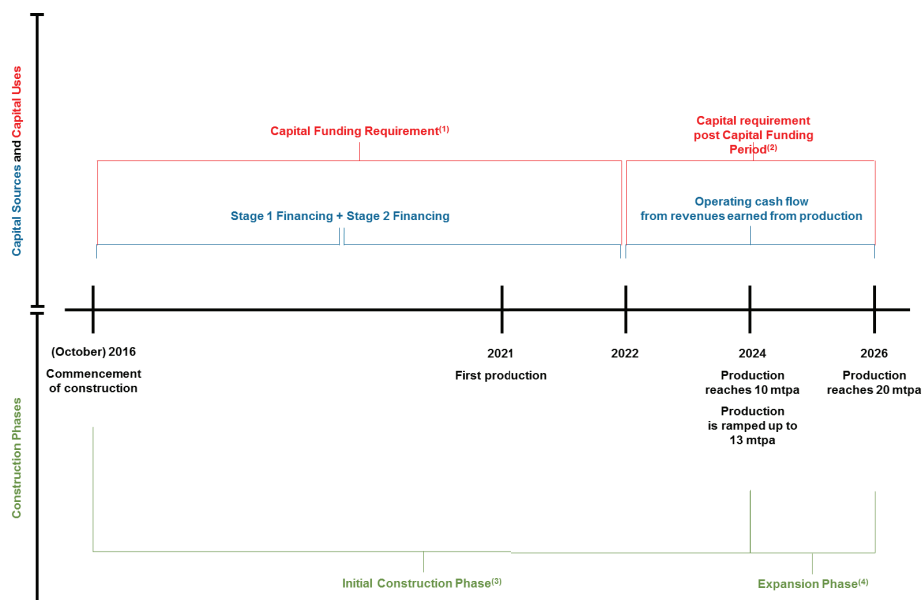 Capital Sources and Capital Uses
Capital Funding Requirement(1)
Capital requirement
post Capital Funding
Period(2)
Stage 1 Financing + Stage 2 Financing
Operating cash flow
from revenues earned from production
(October) 2016
Commencement
of construction
2021
First production
2022
2024
Production
reaches 10 mtpa
Production
is ramped up to
13 mtpa
2026
Production
reaches 20 mtpa
Construction Phases
Initial Construction Phase(3)
Expansion Phase(4)